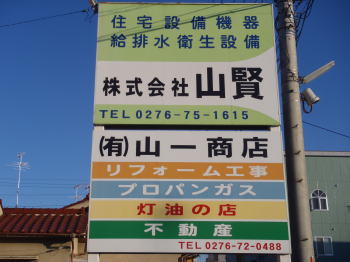 住宅設備機器
給排水衛生設備
株式会社山賢
TEL 0276-75-1615
(有)山一商店
リフォーム工事
プロパンガス
灯油の店
不動産
TEL 0276-72-0488